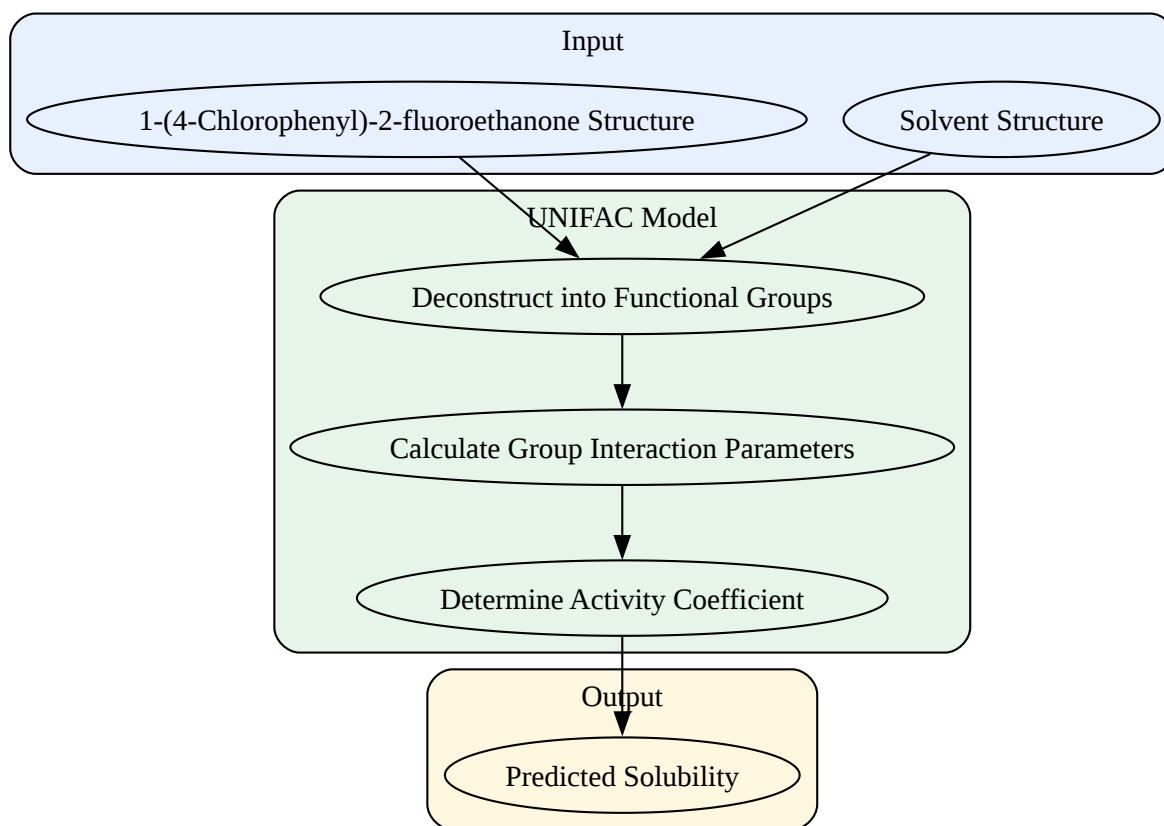 Input
1-(4-Chlorophenyl)-2-fluoroethanone Structure
Solvent Structure
UNIFAC Model
Deconstruct into Functional Groups
Calculate Group Interaction Parameters
Determine Activity Coefficient
Output
Predicted Solubility